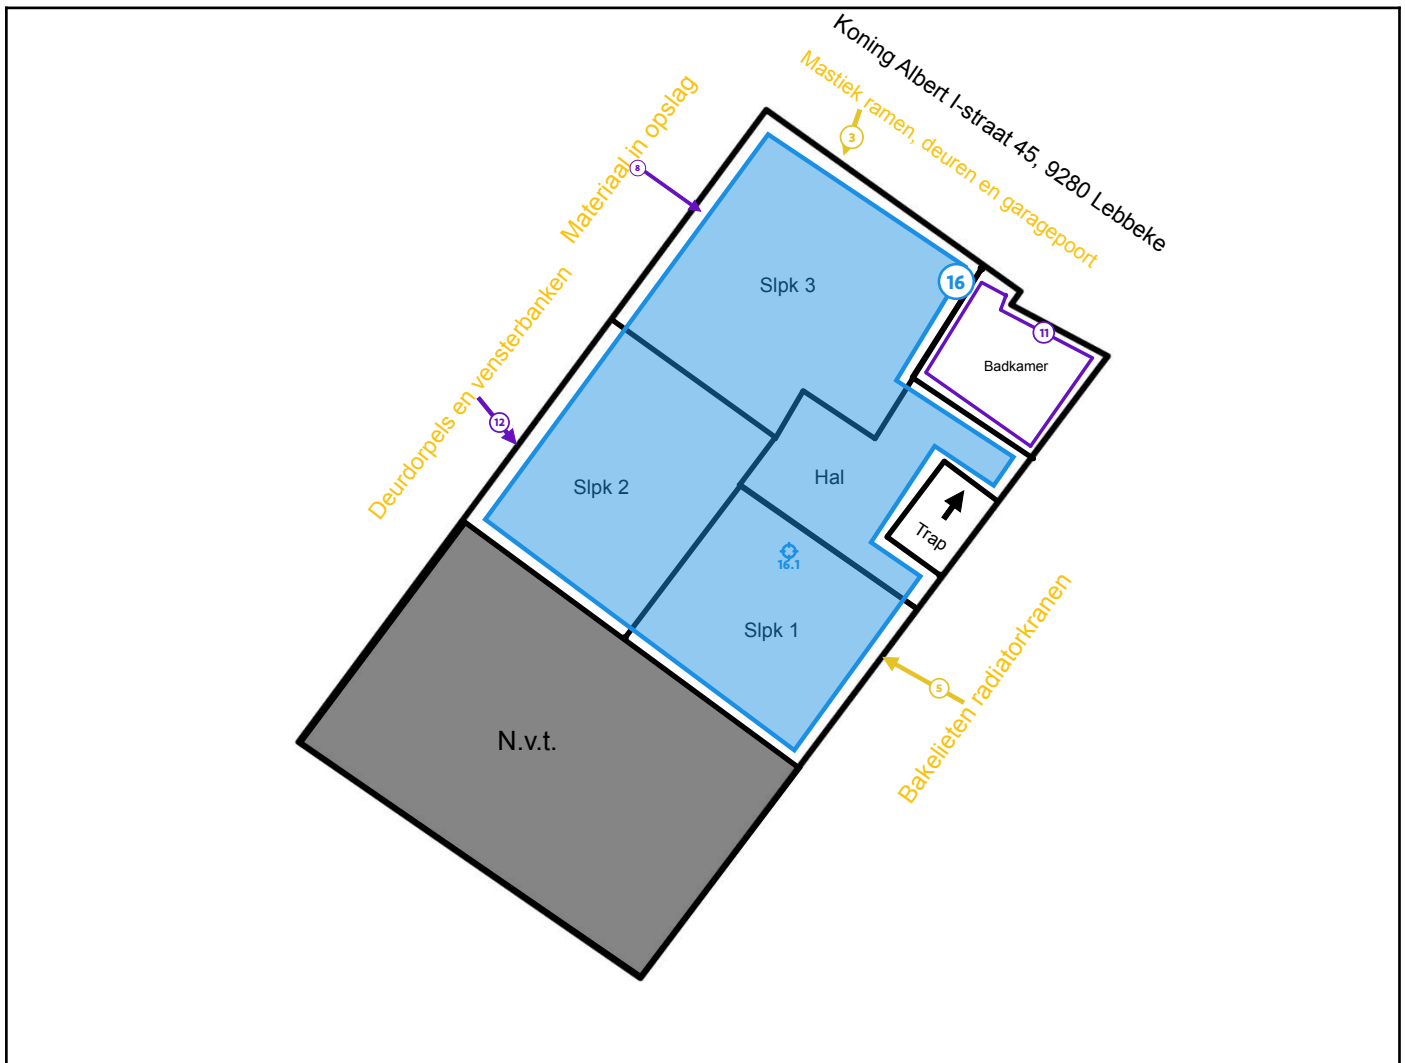 Koning Albert I-straat 45, 9280 Lebbeke
Mastiek ramen, deuren en garagepoort
3
Materiaal in opslag
8
Slpk 3
16
11
Badkamer
Deurdorpels en vensterbanken
12
Slpk 2
Hal
Trap
16.1
Slpk 1
Bakelieten radiatorkranen
5
N.v.t.